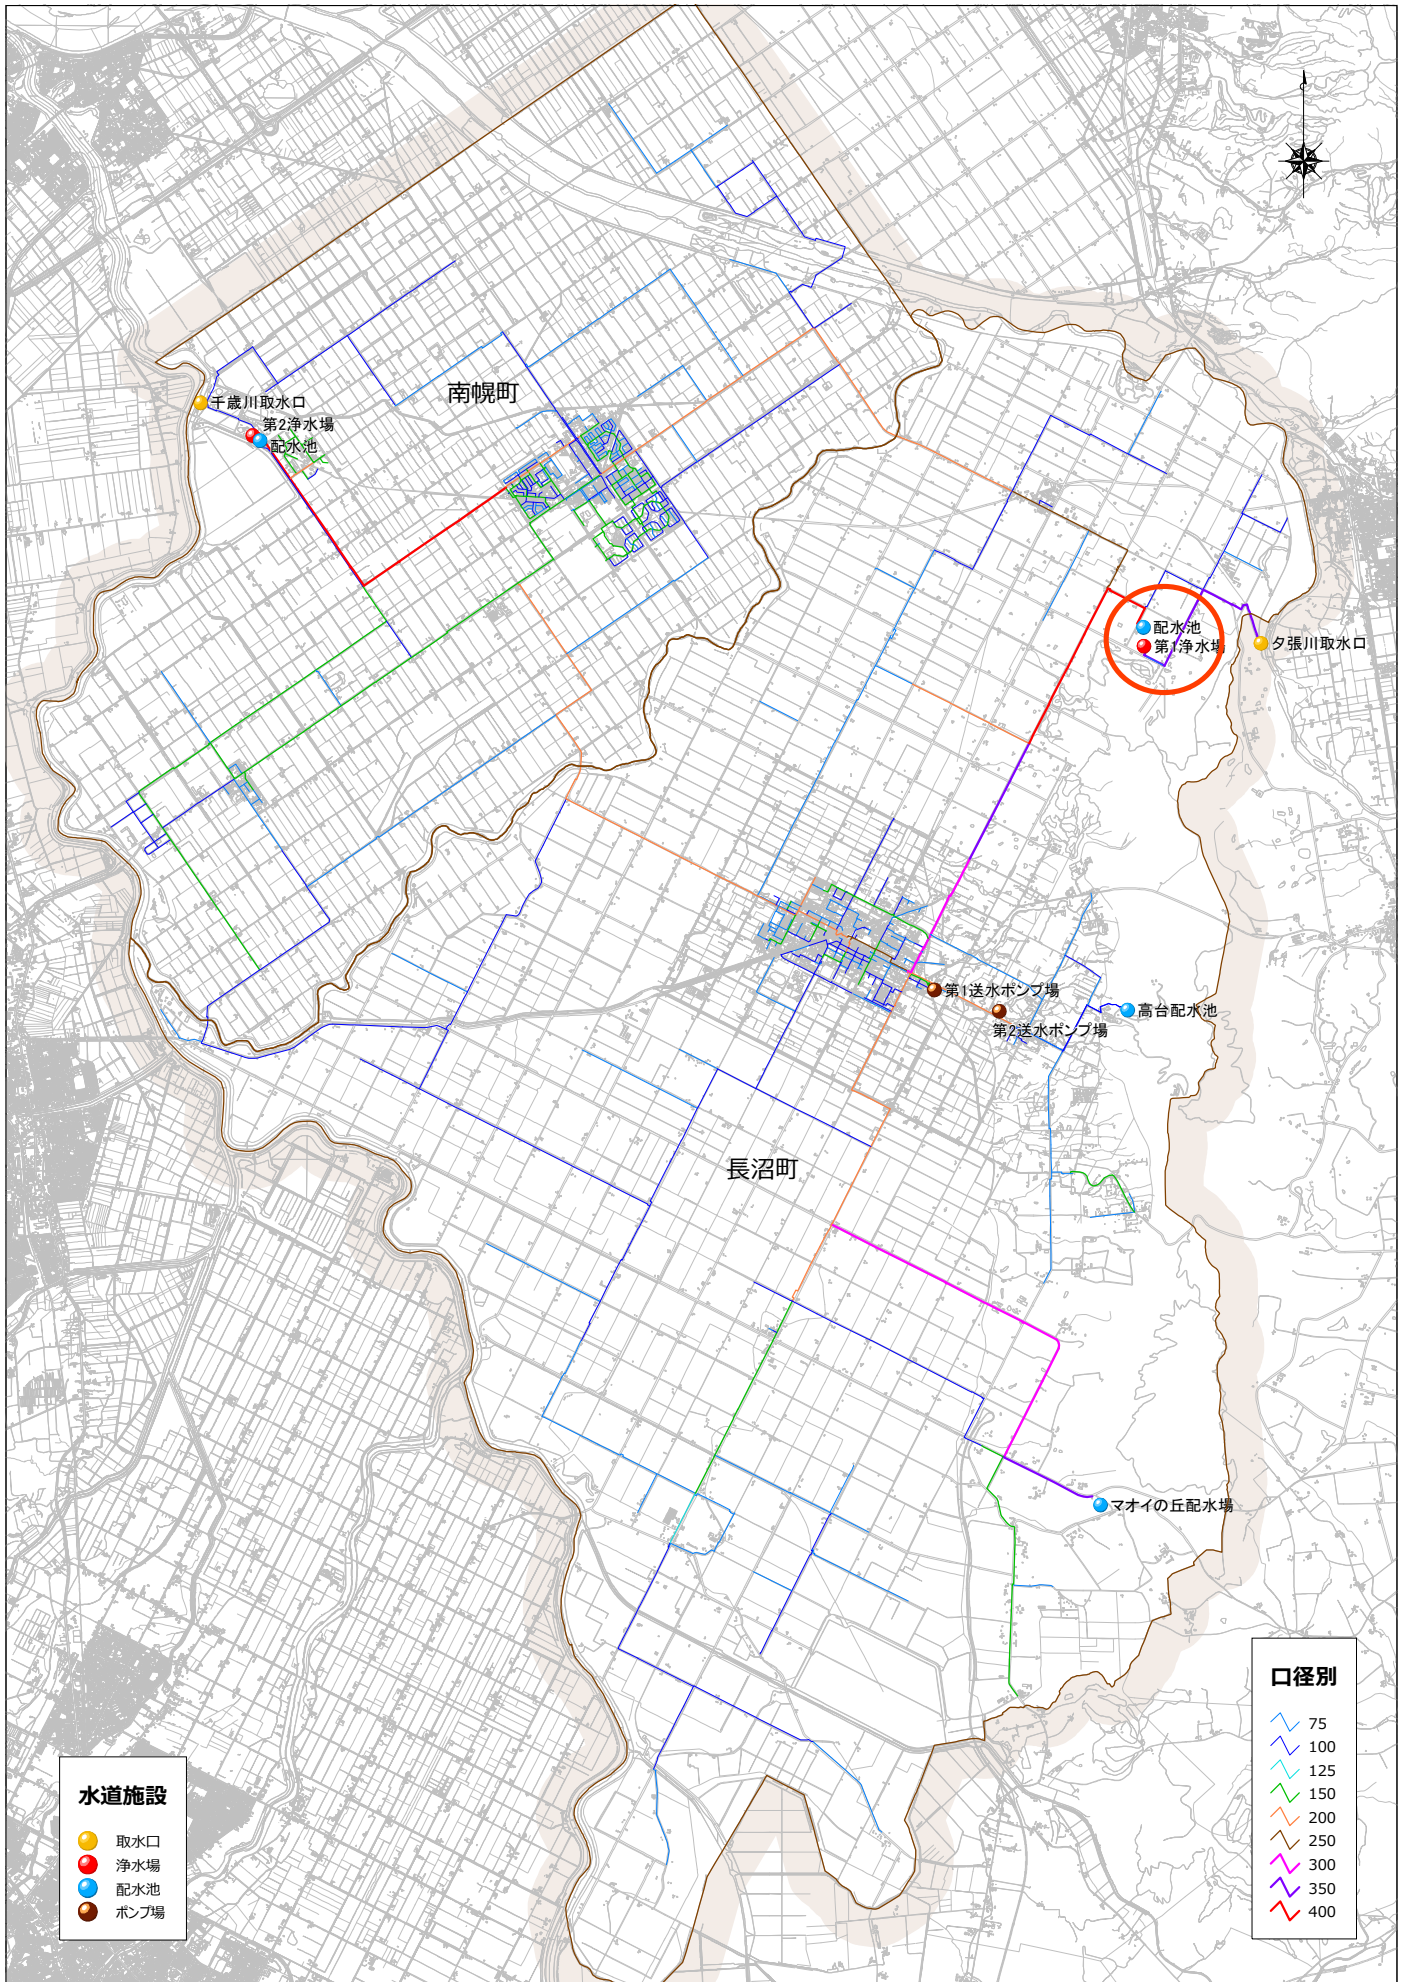 南幌町
千歳川取水口
第2浄水場
配水池
配水池
第1浄水場
夕張川取水口
第1送水ポンプ場
高台配水池
第2送水ポンプ場
長沼町
マオイの丘配水場
口径別
75
100
125
150
200
250
300
350
400
水道施設
取水口
浄水場
配水池
ポンプ場